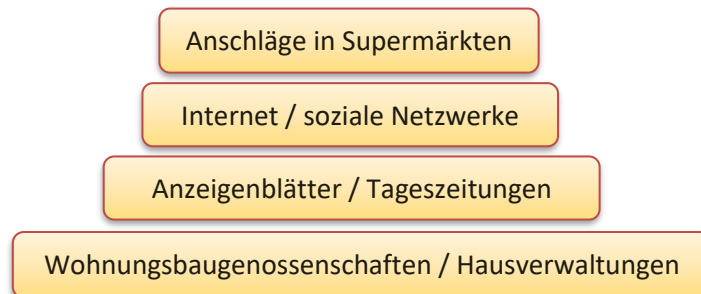 Anschläge in Supermärkten
Internet / soziale Netzwerke
Anzeigenblätter / Tageszeitungen
Wohnungsbaugenossenschaften / Hausverwaltungen